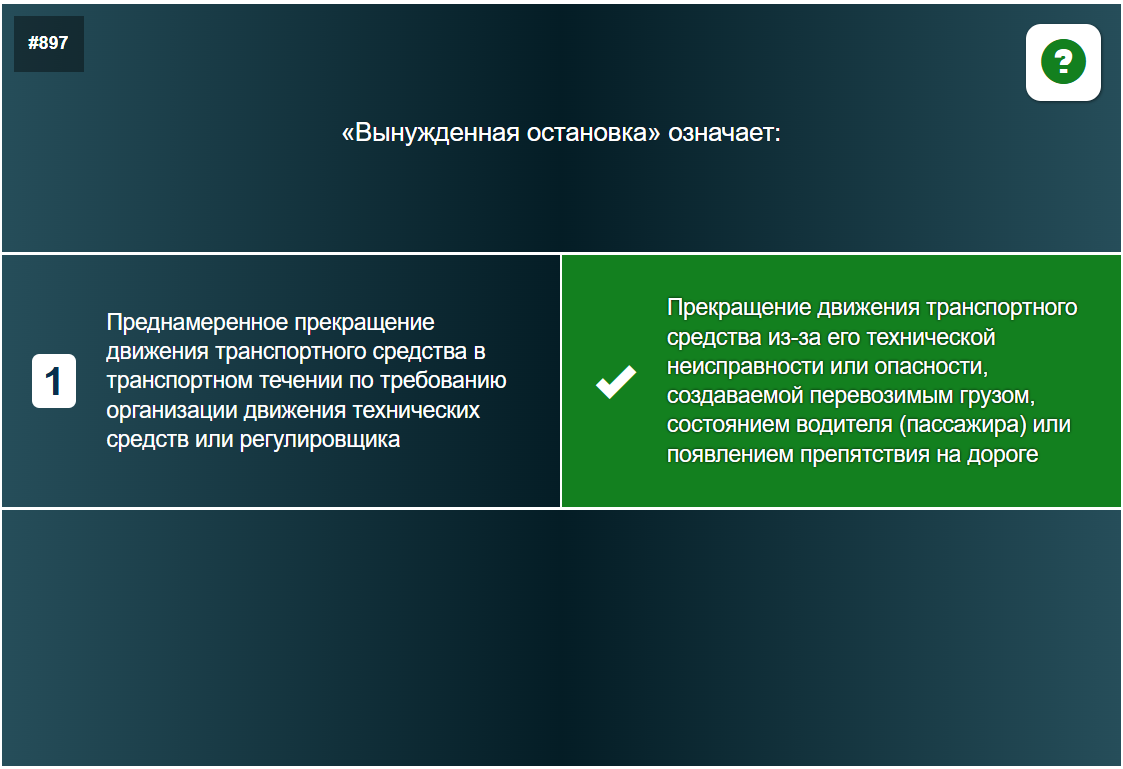 #897
?
«Вынужденная остановка» означает:
1
Преднамеренное прекращение
движения транспортного средства в
транспортном течении по требованию
организации движения технических
средств или регулировщика
Прекращение движения транспортного
средства из-за его технической
неисправности или опасности,
создаваемой перевозимым грузом,
состоянием водителя (пассажира) или
появлением препятствия на дороге